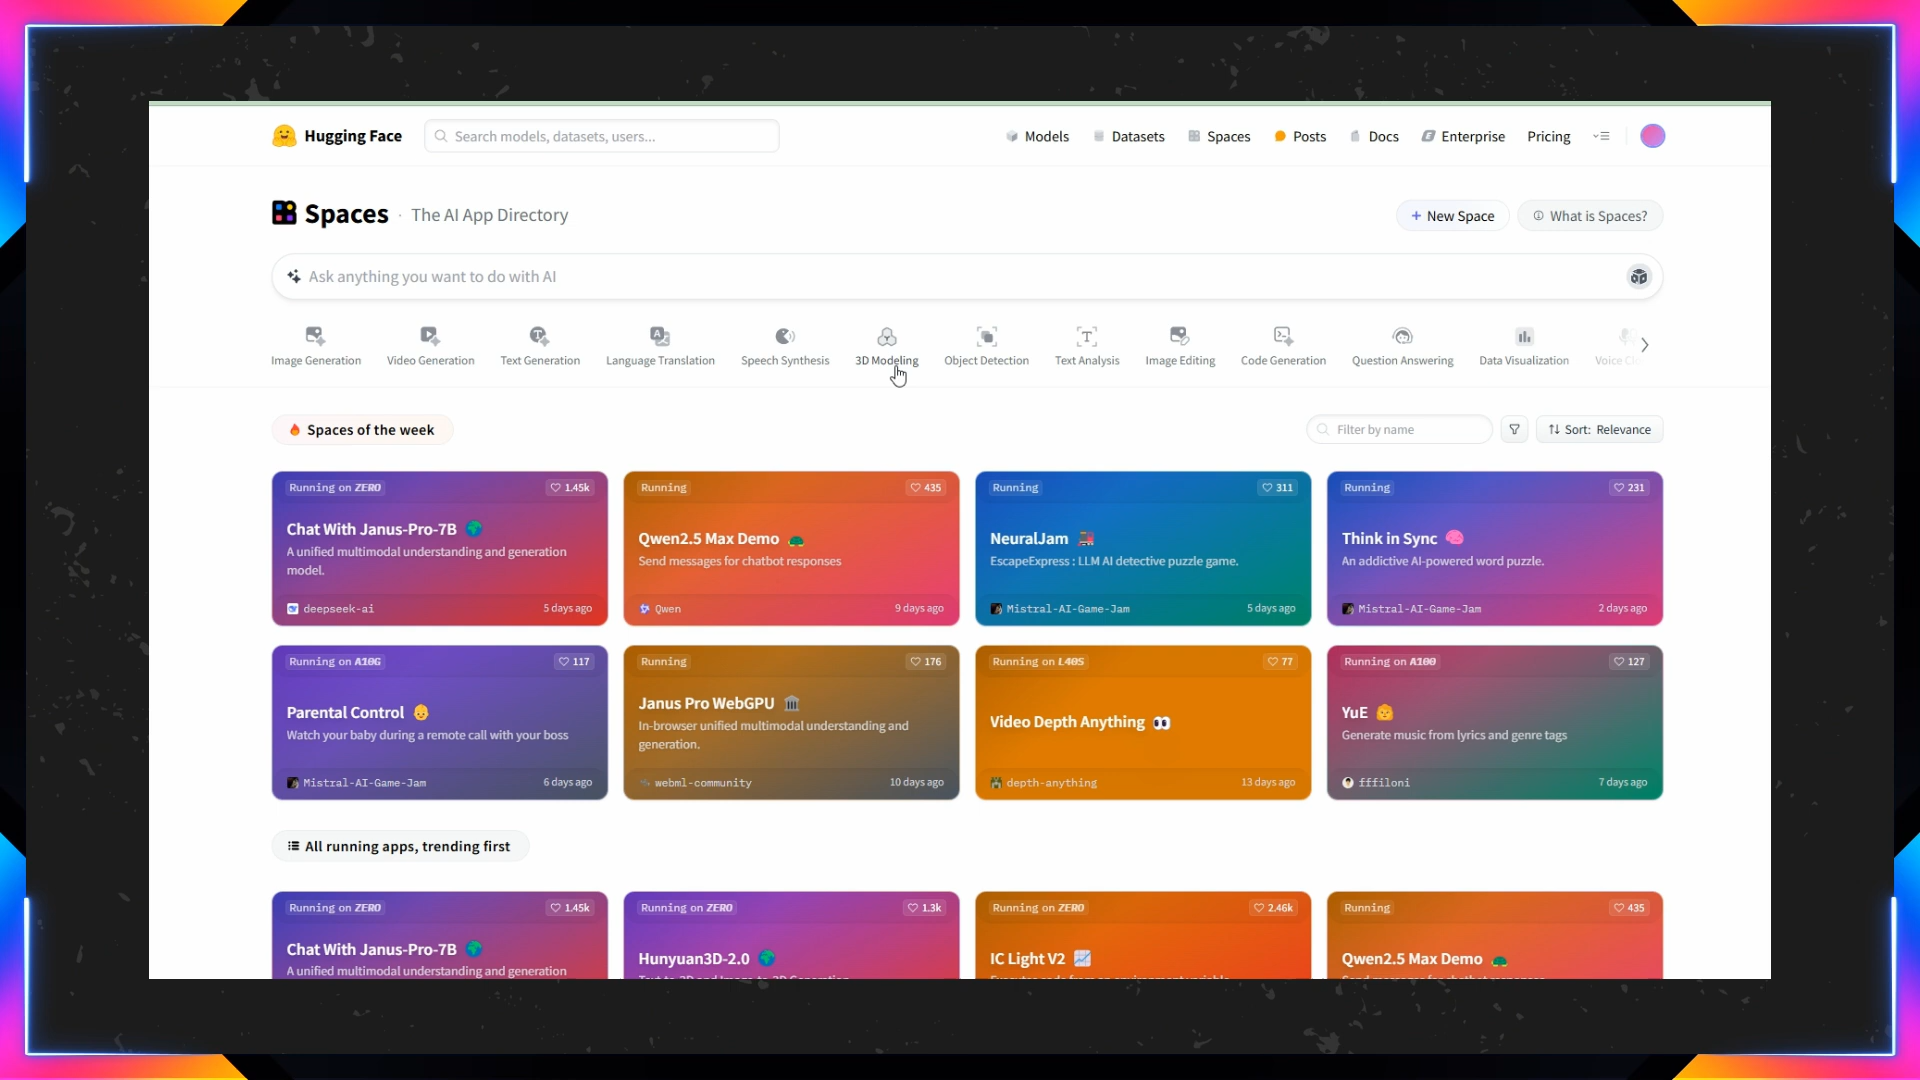 Hugging Face
Search models, datasets, users...
Models
Datasets
Spaces
Posts
Docs
Enterprise
Pricing
Spaces
The AI App Directory
+ New Space
What is Spaces?
Ask anything you want to do with AI
Image Generation
Video Generation
Text Generation
Language Translation
Speech Synthesis
3D Modeling
Object Detection
Text Analysis
Image Editing
Code Generation
Question Answering
Data Visualization
Voice
Spaces of the week
Filter by name
Sort: Relevance
Running on ZERO
1.45k
Chat With Janus-Pro-7B
A unified multimodal understanding and generation
model.
deepseek-ai
5 days ago
Running
435
Qwen2.5 Max Demo
Send messages for chatbot responses
Qwen
9 days ago
Running
311
NeuralJam
EscapeExpress : LLM AI detective puzzle game.
Mistral-AI-Game-Jam
5 days ago
Running
231
Think in Sync
An addictive AI-powered word puzzle.
Mistral-AI-Game-Jam
2 days ago
Running on A10G
117
Parental Control
Watch your baby during a remote call with your boss
Mistral-AI-Game-Jam
6 days ago
Running
176
Janus Pro WebGPU
In-browser unified multimodal understanding and
generation.
webml-community
10 days ago
Running on L40S
77
Video Depth Anything
depth-anything
13 days ago
Running on A100
127
YuE
Generate music from lyrics and genre tags
fffiloni
7 days ago
All running apps, trending first
Running on ZERO
1.45k
Chat With Janus-Pro-7B
A unified multimodal understanding and generation
Running on ZERO
1.3k
Hunyuan3D-2.0
Running on ZERO
2.46k
IC Light V2
Running
435
Qwen2.5 Max Demo